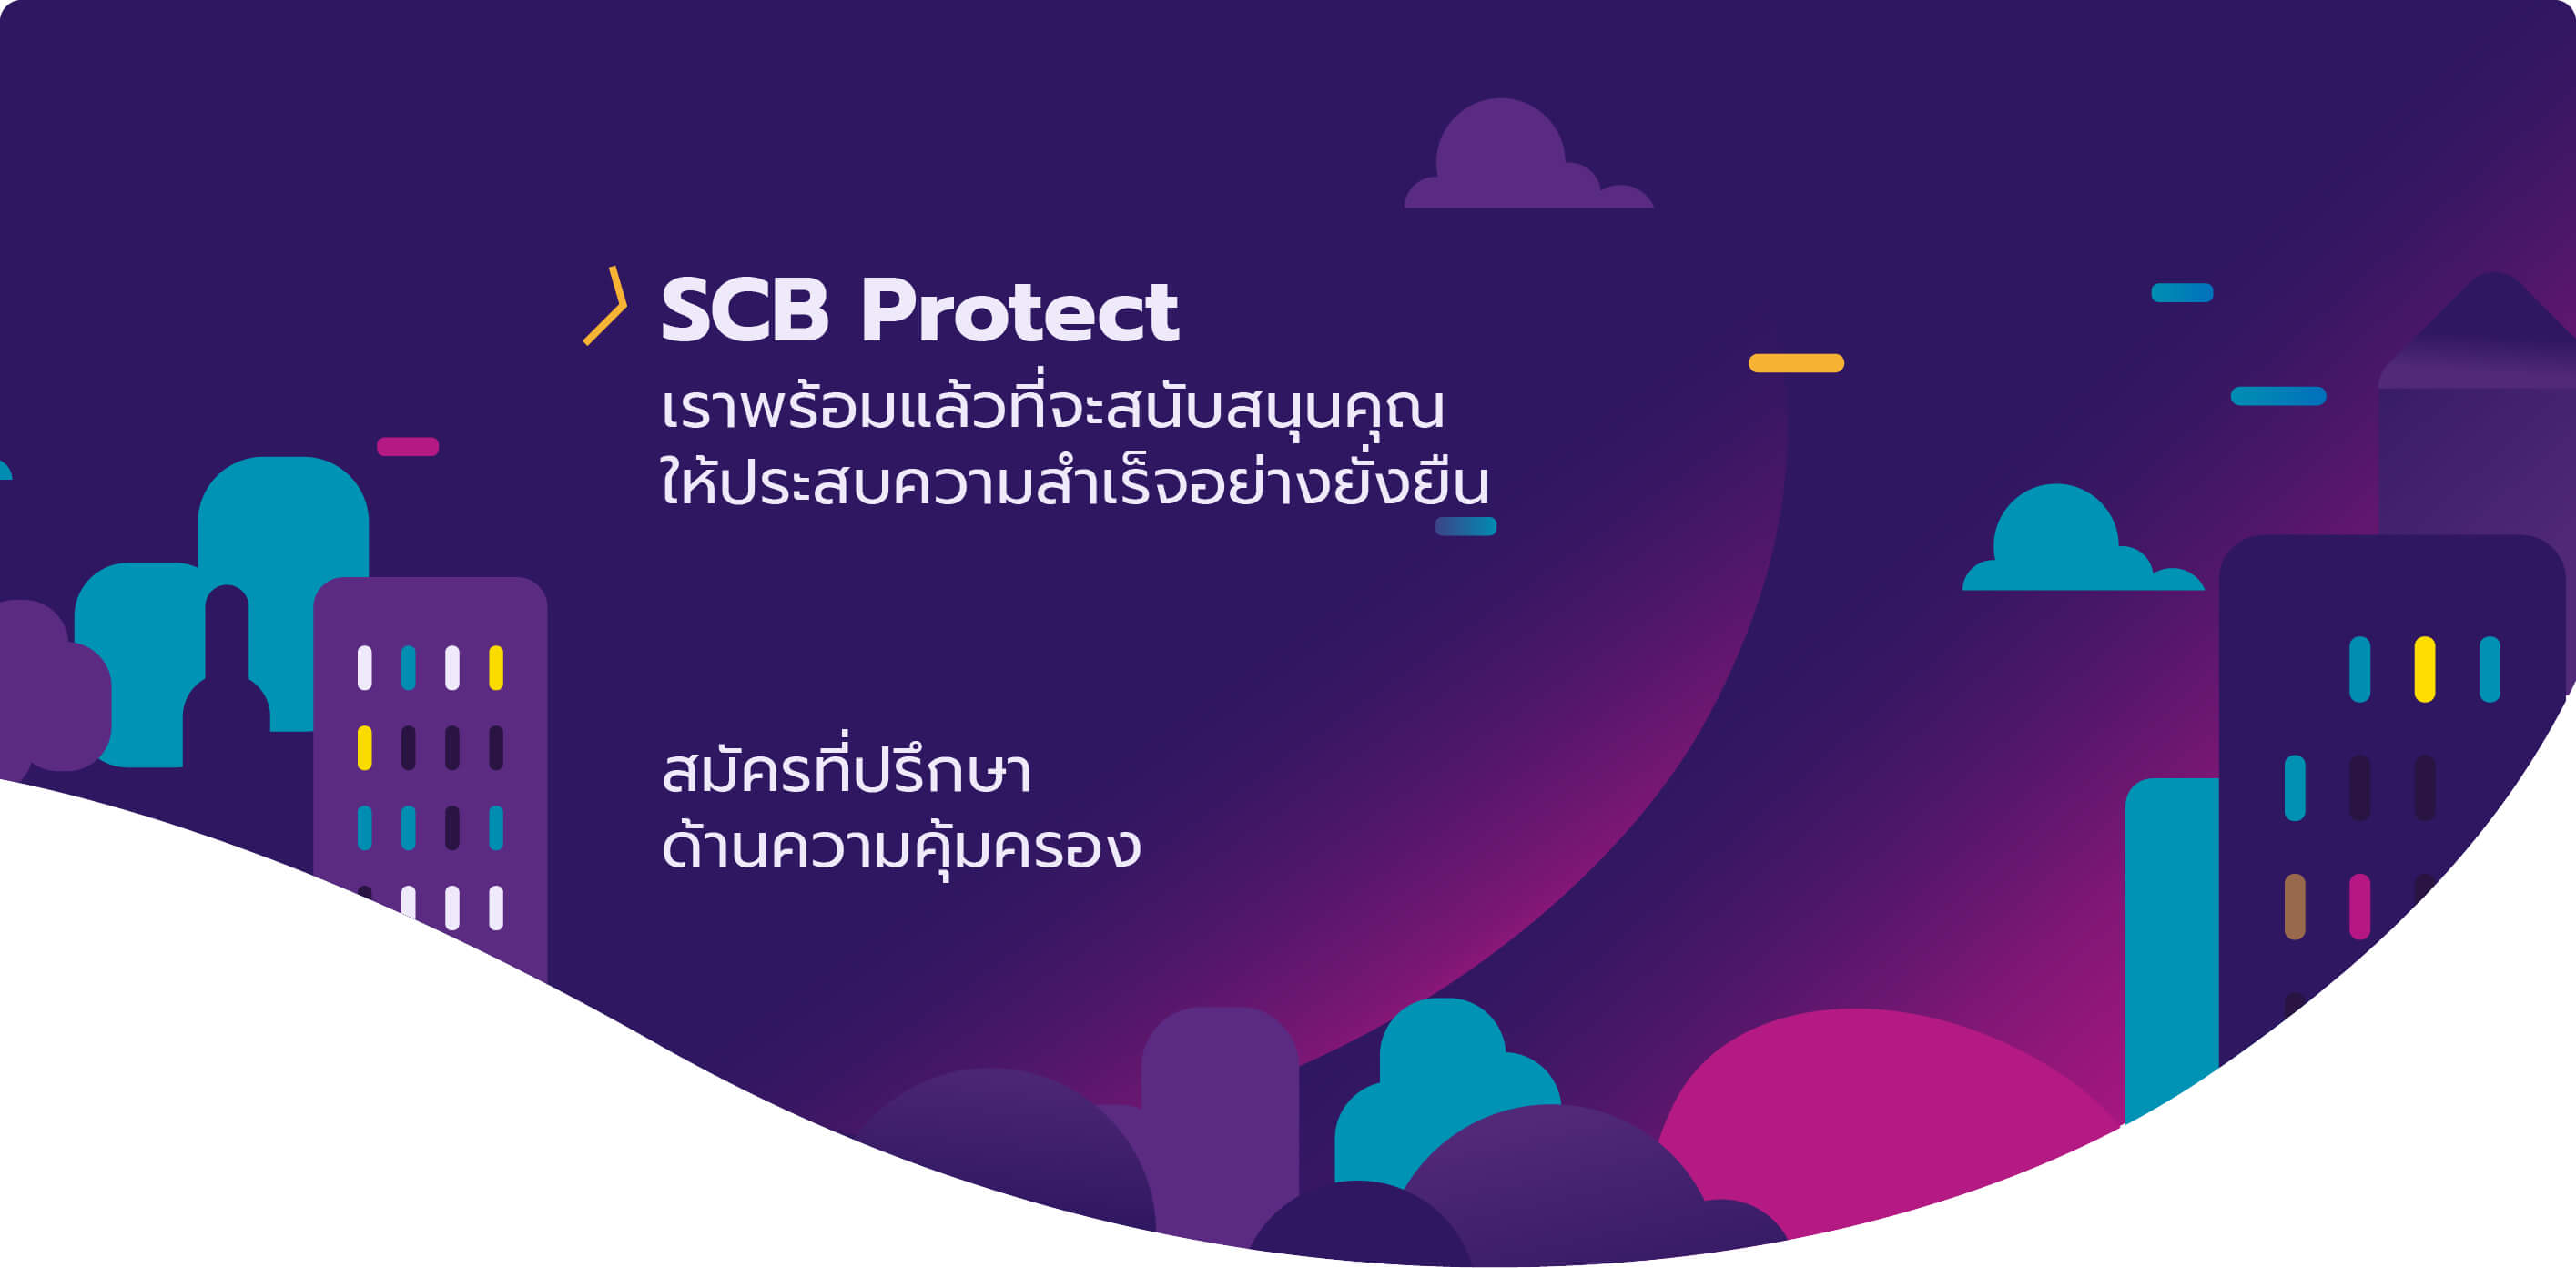 SCB Protect
เราพร้อมแล้วที่จะสนับสนุนคุณ
ให้ประสบความสำเร็จอย่างยั่งยืน
สมัครที่ปรึกษา
ด้านความคุ้มครอง